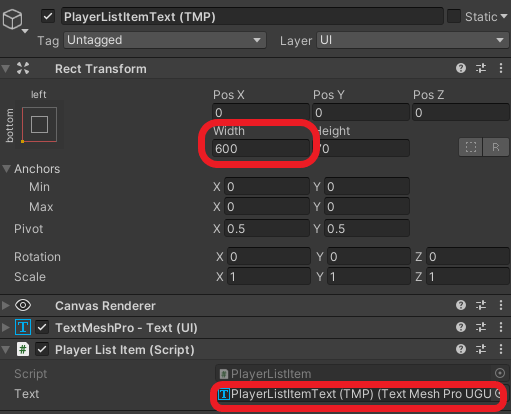 PlayerListItemText (TMP) Static
Tag Untagged Layer UI
Rect Transform
left Pos X Pos Y Pos Z
bottom 0 0 0
Width Height
600 70
R
Anchors
Min X 0 Y 0
Max X 0 Y 0
Pivot X 0.5 Y 0.5
Rotation X 0 Y 0 Z 0
Scale X 1 Y 1 Z 1
Canvas Renderer
TextMeshPro - Text (UI)
Player List Item (Script)
Script PlayerListItem
Text PlayerListItemText (TMP) (Text Mesh Pro UGU